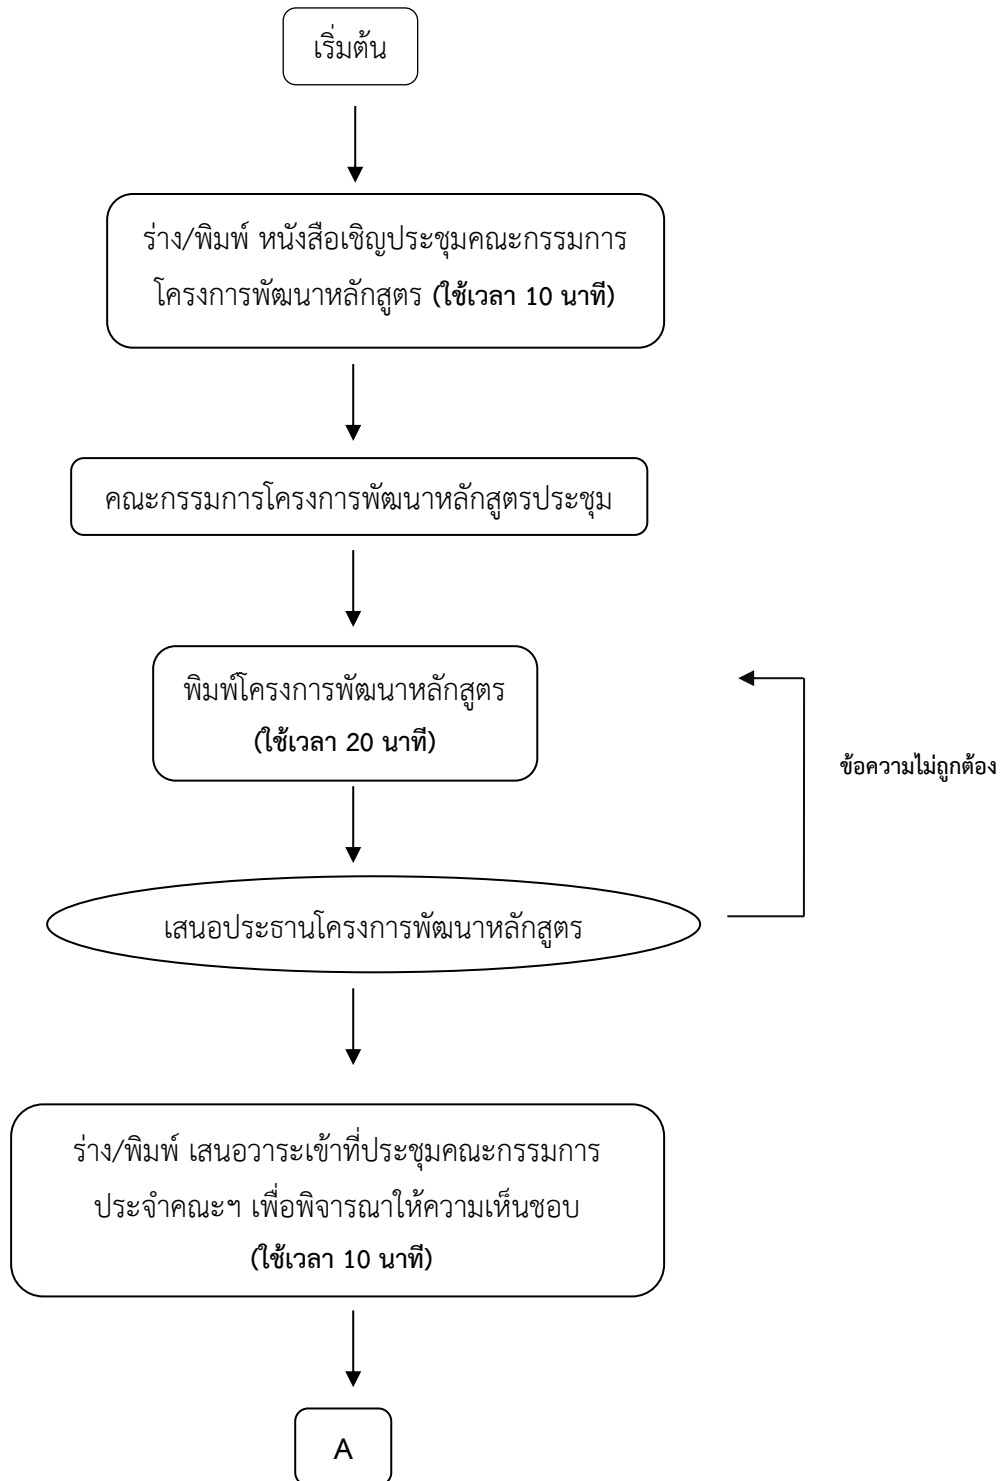 เริ่มต้น
ร่าง/พิมพ์ หนังสือเชิญประชุมคณะกรรมการ
โครงการพัฒนาหลักสูตร (ใช้เวลา 10 นาที)
คณะกรรมการโครงการพัฒนาหลักสูตรประชุม
พิมพ์โครงการพัฒนาหลักสูตร
(ใช้เวลา 20 นาที)
ข้อความไม่ถูกต้อง
เสนอประธานโครงการพัฒนาหลักสูตร
ร่าง/พิมพ์ เสนอวาระเข้าที่ประชุมคณะกรรมการ
ประจำคณะฯ เพื่อพิจารณาให้ความเห็นชอบ
(ใช้เวลา 10 นาที)
A